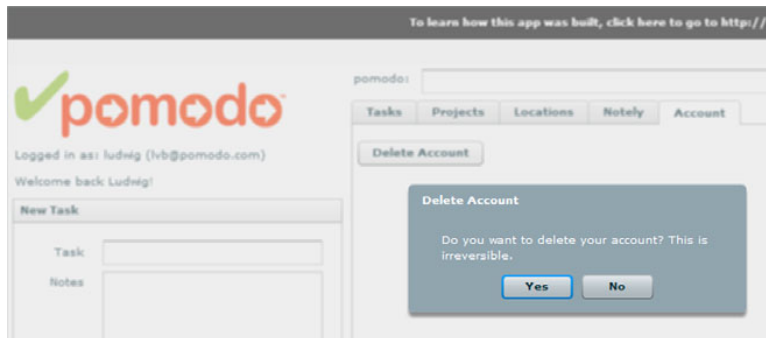 To learn how this app was built, click here to go to http://
pomodo™
pomodo:
Tasks Projects Locations Notely Account
Delete Account
Logged in as: ludwig (lvb@pomodo.com)
Welcome back Ludwig!
New Task
Task
Notes
Delete Account
Do you want to delete your account? This is
irreversible.
Yes No